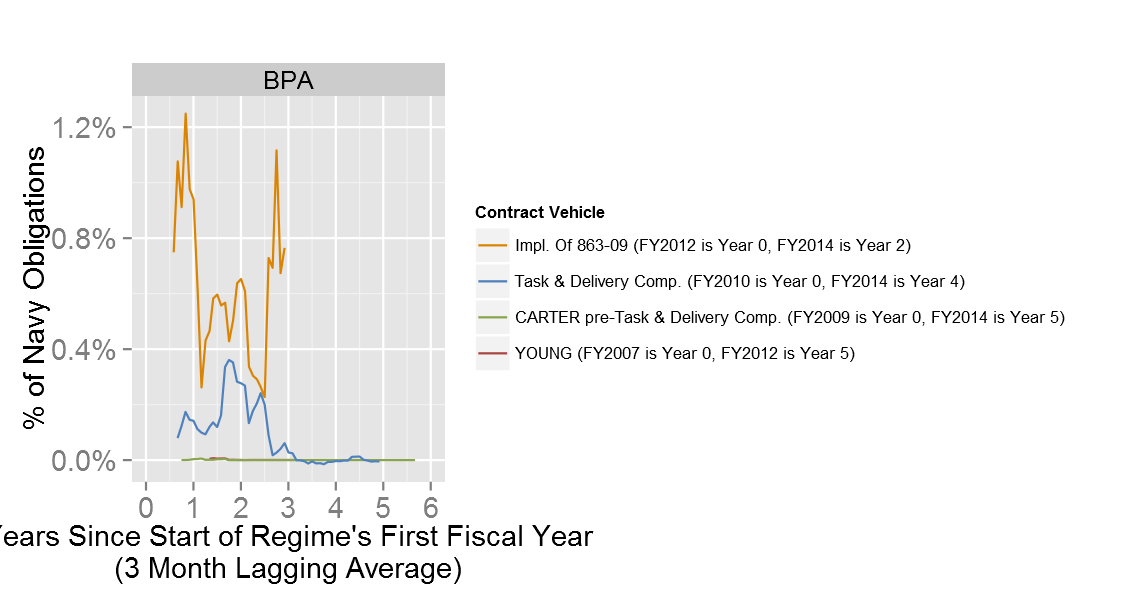 BPA
% of Navy Obligations
1.2%
0.8%
0.4%
0.0%
0 1 2 3 4 5 6
Years Since Start of Regime's First Fiscal Year
(3 Month Lagging Average)
Contract Vehicle
Impl. Of 863-09 (FY2012 is Year 0, FY2014 is Year 2)
Task & Delivery Comp. (FY2010 is Year 0, FY2014 is Year 4)
CARTER pre-Task & Delivery Comp. (FY2009 is Year 0, FY2014 is Year 5)
YOUNG (FY2007 is Year 0, FY2012 is Year 5)